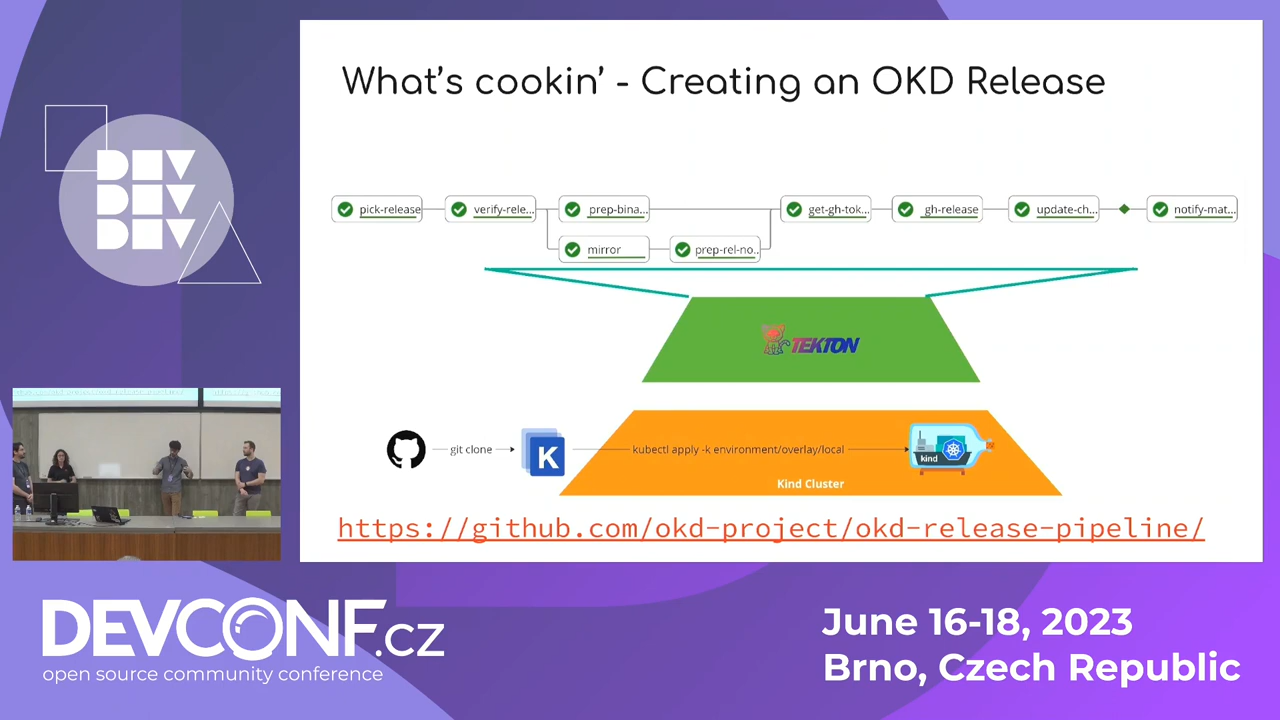 What's cookin' - Creating an OKD Release
pick-release
verify-rele...
prep-bina...
get-gh-tok...
gh-release
update-ch...
notify-mat...
mirror
prep-rel-no..
TEKTON
git clone
K
kubectl apply -k environment/overlay/local
kind
Kind Cluster
https://github.com/okd-project/okd-release-pipeline/
DEV
DEV
DEV
DEVCONF.cz
open source community conference
June 16-18, 2023
Brno, Czech Republic